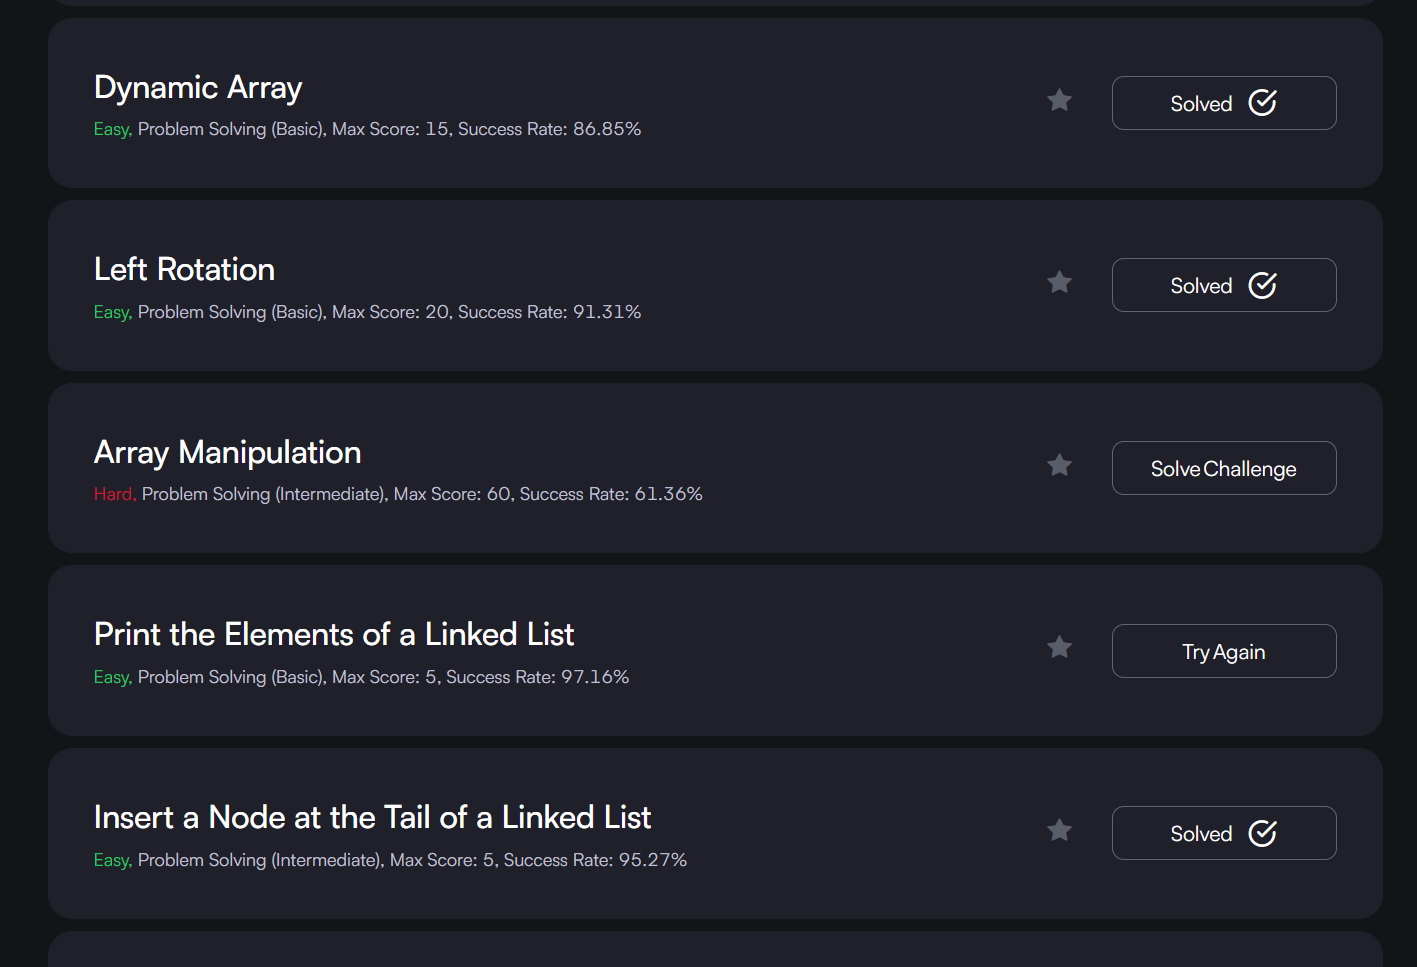 Dynamic Array
Solved
Easy, Problem Solving (Basic), Max Score: 15, Success Rate: 86.85%
Left Rotation
Solved
Easy, Problem Solving (Basic), Max Score: 20, Success Rate: 91.31%
Array Manipulation
Solve Challenge
Hard, Problem Solving (Intermediate), Max Score: 60, Success Rate: 61.36%
Print the Elements of a Linked List
Try Again
Easy, Problem Solving (Basic), Max Score: 5, Success Rate: 97.16%
Insert a Node at the Tail of a Linked List
Solved
Easy, Problem Solving (Intermediate), Max Score: 5, Success Rate: 95.27%